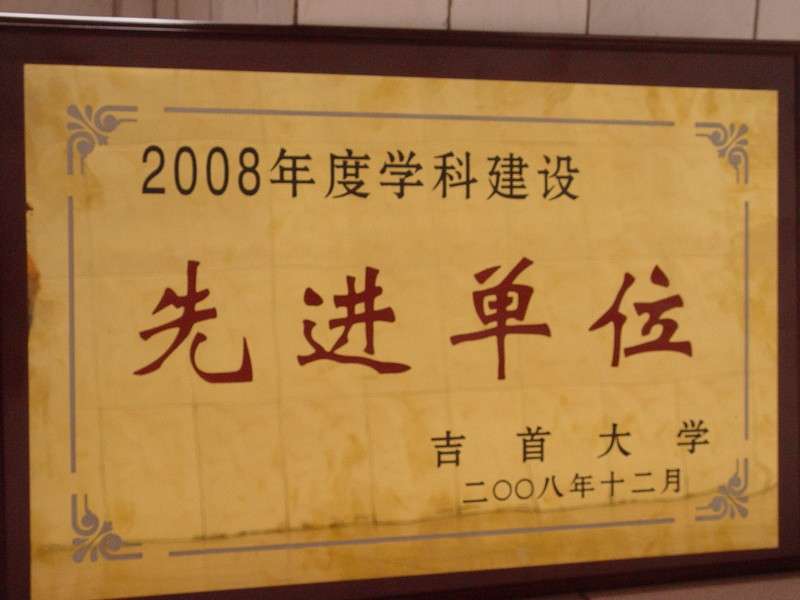 2008年度学科建设
先进单位
吉首大学
二〇〇八年十二月